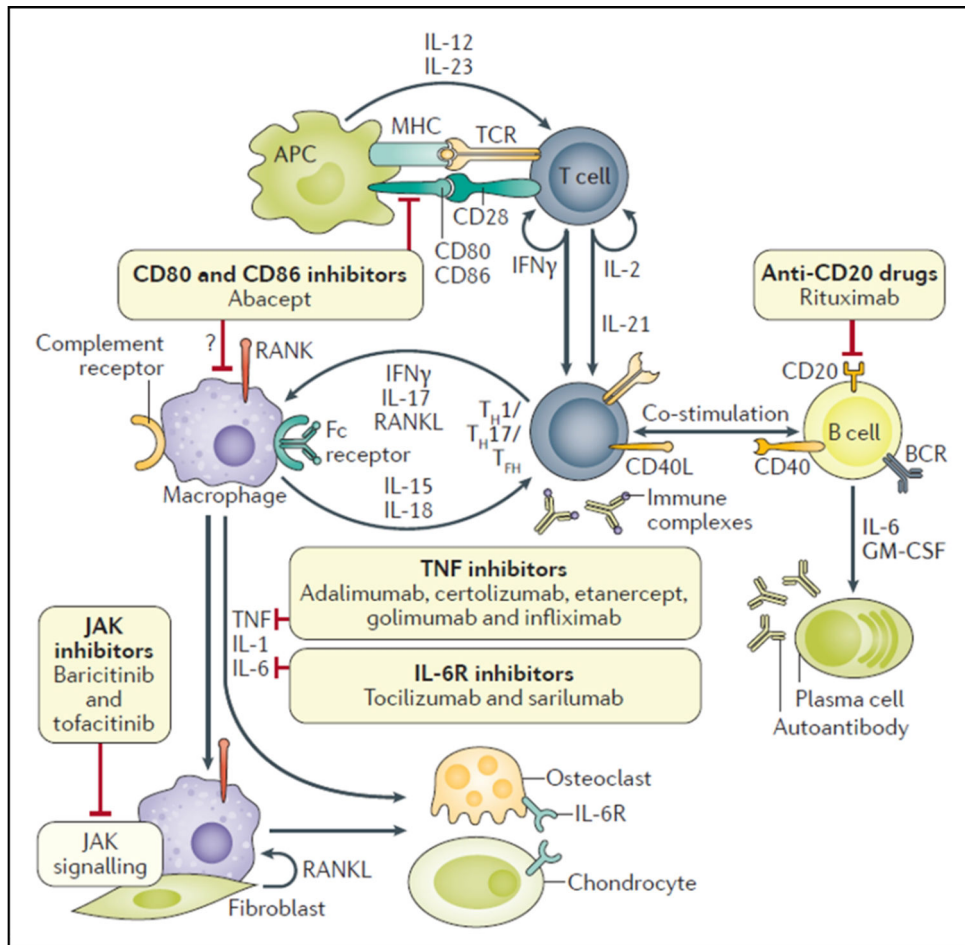 IL-12
IL-23
MHC
TCR
APC
T cell
CD28
CD80
CD86
IFNγ
IL-2
CD80 and CD86 inhibitors
Abacept
Anti-CD20 drugs
Rituximab
IL-21
?
Complement
receptor
RANK
CD20
IFNγ
IL-17
RANKL
TH1/
TH17/
TFH
Co-stimulation
B cell
Fc
receptor
CD40L
CD40
BCR
Macrophage
IL-15
IL-18
Immune
complexes
IL-6
GM-CSF
TNF inhibitors
Adalimumab, certolizumab, etanercept,
golimumab and infliximab
TNF
IL-1
IL-6
JAK
inhibitors
Baricitinib
and
tofacitinib
IL-6R inhibitors
Tocilizumab and sarilumab
Plasma cell
Autoantibody
Osteoclast
IL-6R
JAK
signalling
RANKL
Chondrocyte
Fibroblast